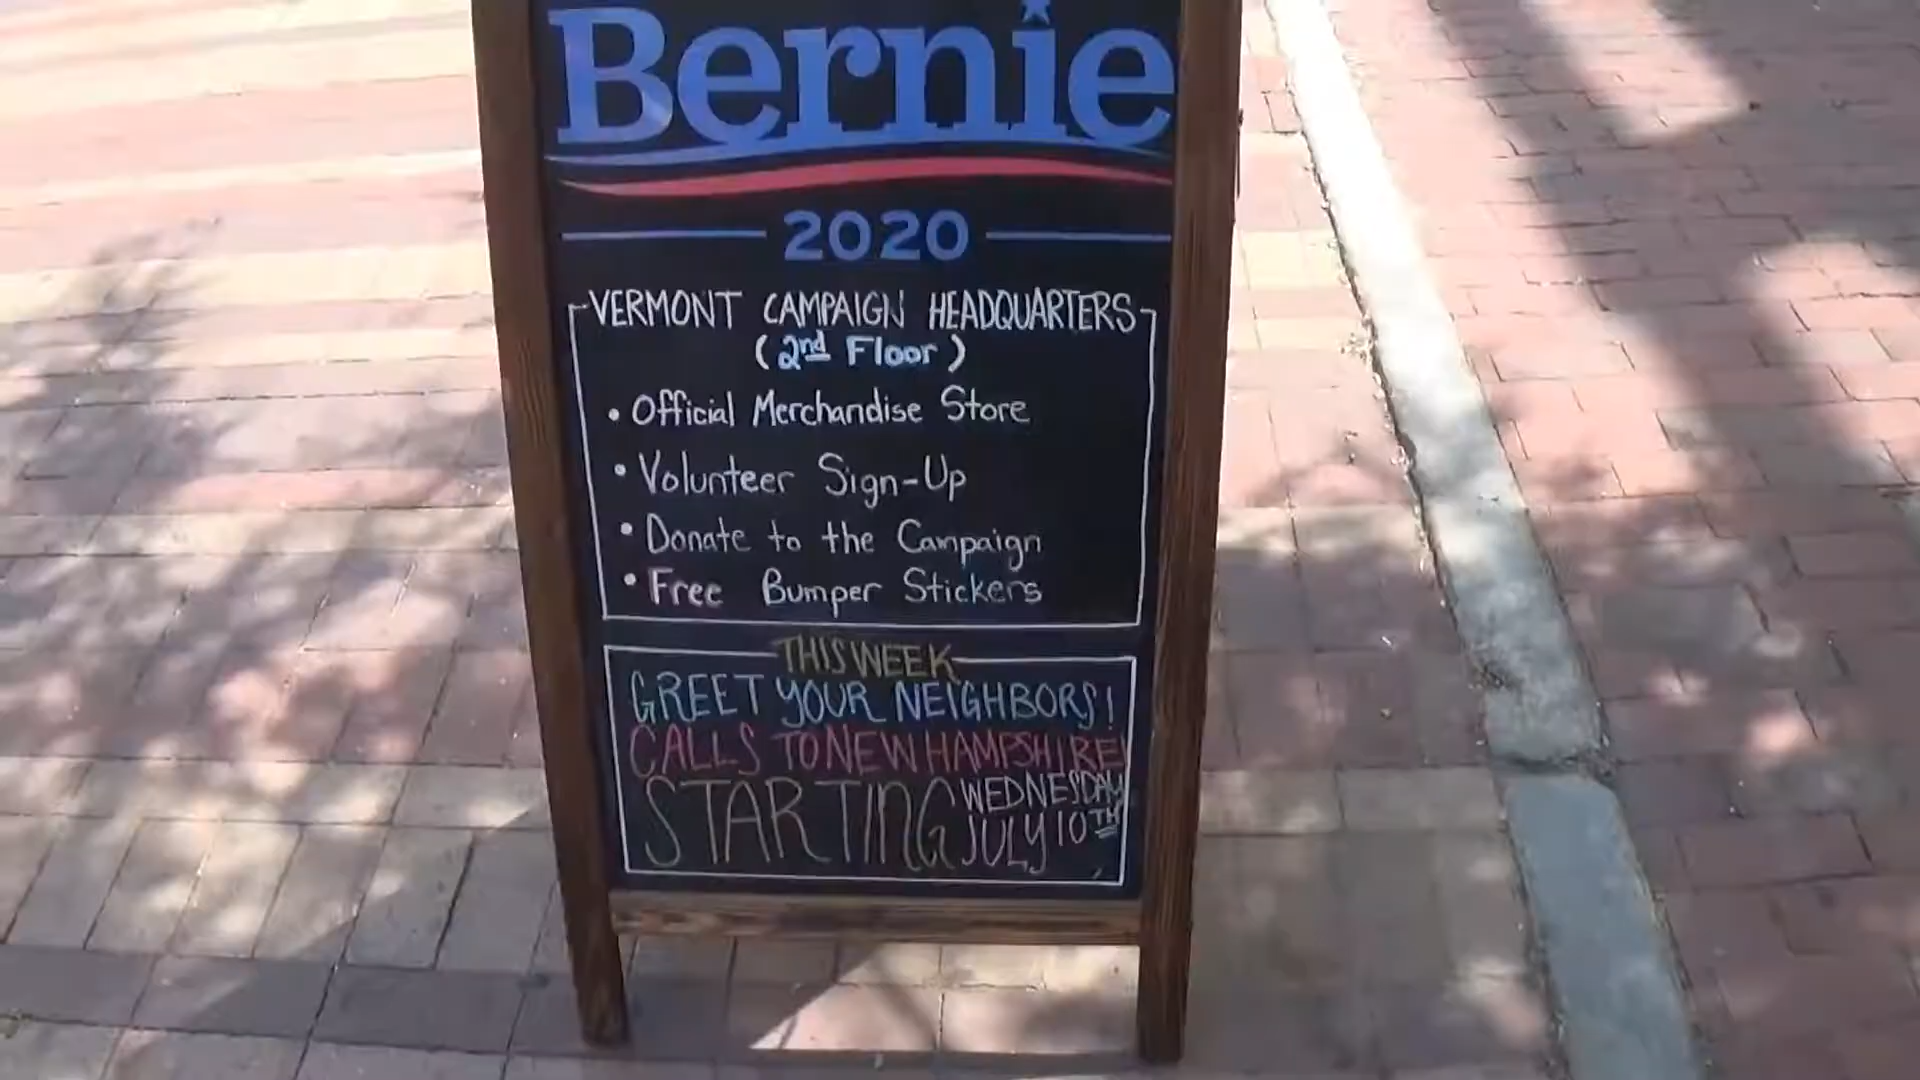 Bernie
2020
VERMONT CAMPAIGN HEADQUARTERS
(2nd Floor)
• Official Merchandise Store
• Volunteer Sign-Up
• Donate to the Campaign
• Free Bumper Stickers
THIS WEEK
GREET YOUR NEIGHBORS!
CALLS TO NEW HAMPSHIRE!
STARTING WEDNESDAY
JULY 10TH